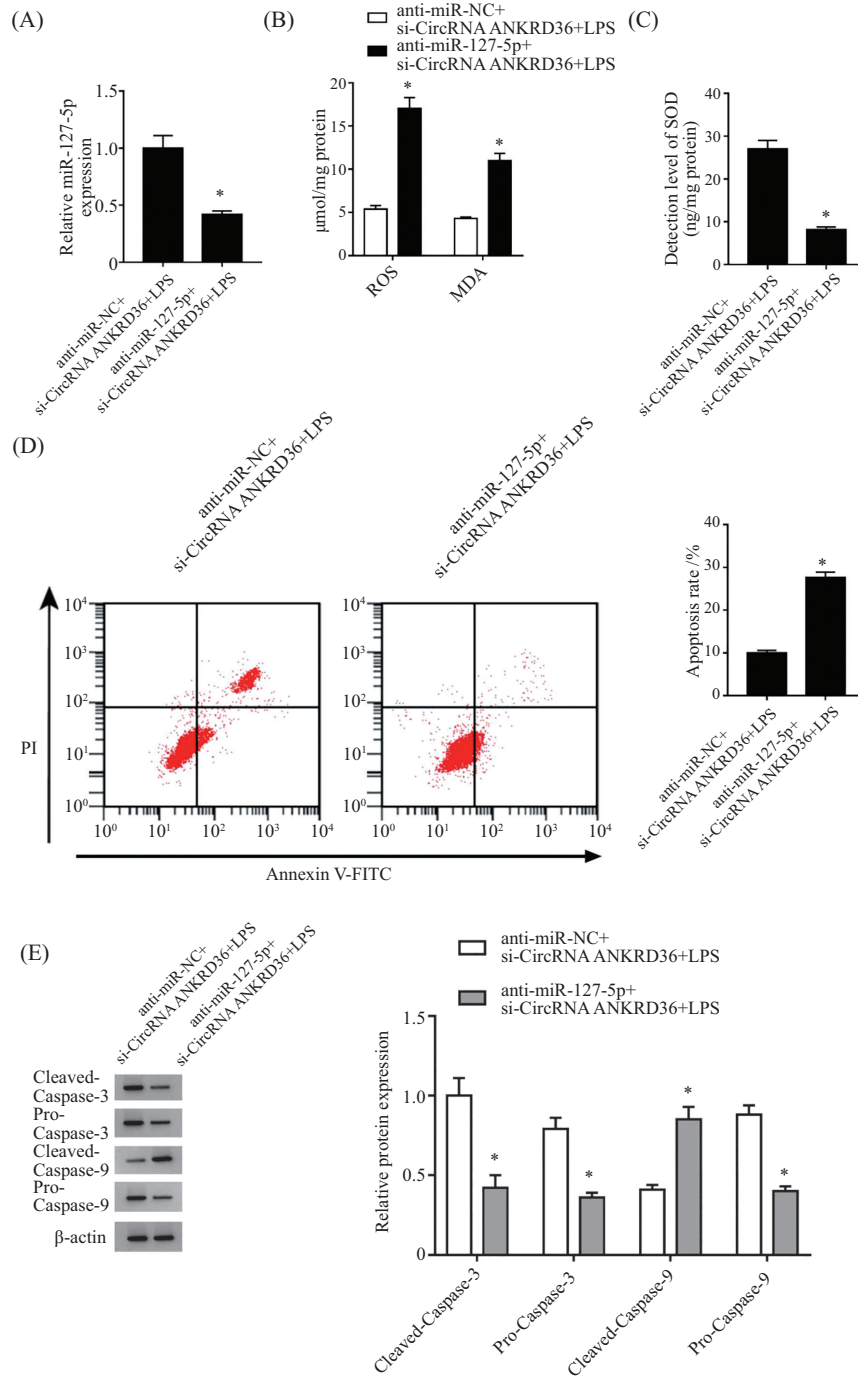 (A)
Relative miR-127-5p
expression
1.5
1.0
0.5
0
*
anti-miR-NC+
si-CircRNA ANKRD36+LPS
anti-miR-127-5p+
si-CircRNA ANKRD36+LPS
(B)
anti-miR-NC+
si-CircRNA ANKRD36+LPS
anti-miR-127-5p+
si-CircRNA ANKRD36+LPS
μmol/mg protein
20
15
10
5
0
*
*
ROS
MDA
(C)
Detection level of SOD
(ng/mg protein)
40
30
20
10
0
*
anti-miR-NC+
si-CircRNA ANKRD36+LPS
anti-miR-127-5p+
si-CircRNA ANKRD36+LPS
(D)
anti-miR-NC+
si-CircRNA ANKRD36+LPS
anti-miR-127-5p+
si-CircRNA ANKRD36+LPS
PI
10⁴
10³
10²
10¹
10⁰
10⁰ 10¹ 10² 10³ 10⁴
10⁴
10³
10²
10¹
10⁰
10⁰ 10¹ 10² 10³ 10⁴
Annexin V-FITC
Apoptosis rate /%
40
30
20
10
0
*
anti-miR-NC+
si-CircRNA ANKRD36+LPS
anti-miR-127-5p+
si-CircRNA ANKRD36+LPS
(E)
anti-miR-NC+
si-CircRNA ANKRD36+LPS
anti-miR-127-5p+
si-CircRNA ANKRD36+LPS
Cleaved-
Caspase-3
Pro-
Caspase-3
Cleaved-
Caspase-9
Pro-
Caspase-9
β-actin
anti-miR-NC+
si-CircRNA ANKRD36+LPS
anti-miR-127-5p+
si-CircRNA ANKRD36+LPS
Relative protein expression
1.5
1.0
0.5
0
*
*
*
*
Cleaved-Caspase-3
Pro-Caspase-3
Cleaved-Caspase-9
Pro-Caspase-9